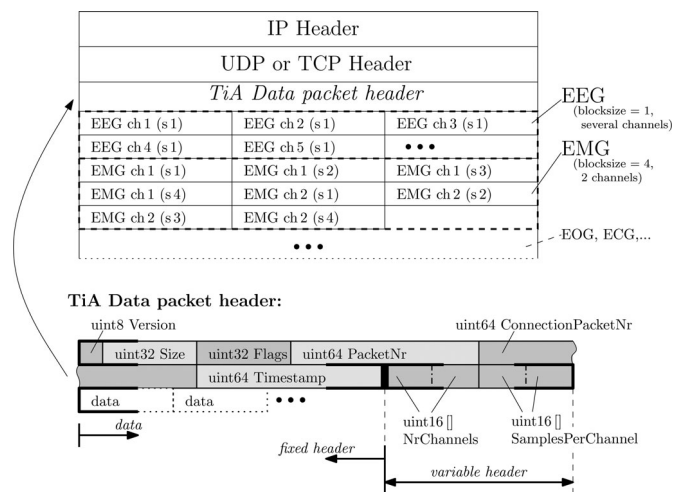 IP Header
UDP or TCP Header
TiA Data packet header
EEG ch 1 (s 1) EEG ch 2 (s 1) EEG ch 3 (s 1)
EEG ch 4 (s 1) EEG ch 5 (s 1) •••
EMG ch 1 (s 1) EMG ch 1 (s 2) EMG ch 1 (s 3)
EMG ch 1 (s 4) EMG ch 2 (s 1) EMG ch 2 (s 2)
EMG ch 2 (s 3) EMG ch 2 (s 4)
•••
EEG
(blocksize = 1,
several channels)
EMG
(blocksize = 4,
2 channels)
EOG, ECG,...
TiA Data packet header:
uint8 Version
uint64 ConnectionPacketNr
uint32 Size uint32 Flags uint64 PacketNr
uint64 Timestamp
data data •••
data
uint16 []
NrChannels
uint16 []
SamplesPerChannel
fixed header
variable header